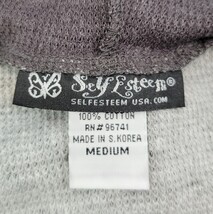 Self Esteem®
SELFESTEEM USA.COM
100% COTTON
RN# 96741
MADE IN S. KOREA
MEDIUM